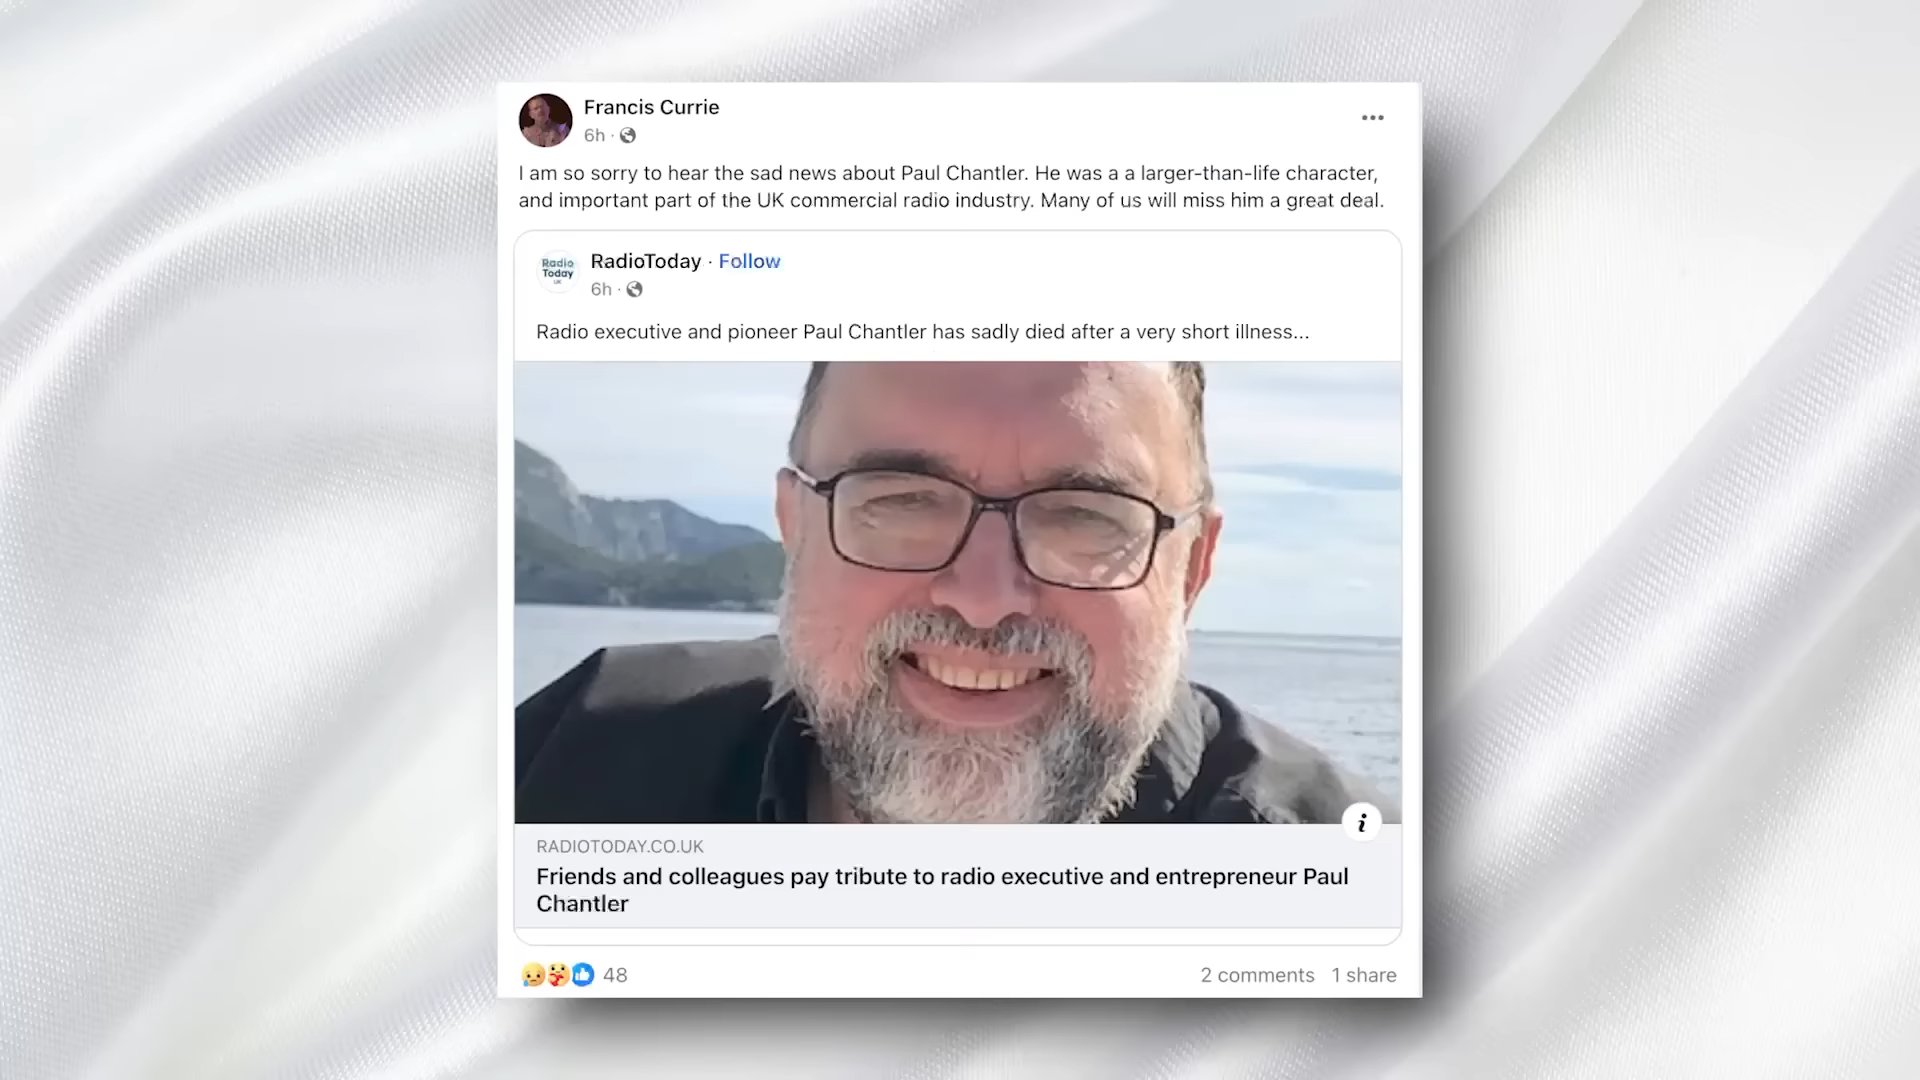 Francis Currie
6h ·
I am so sorry to hear the sad news about Paul Chantler. He was a a larger-than-life character,
and important part of the UK commercial radio industry. Many of us will miss him a great deal.
Radio
Today
UK
RadioToday · Follow
6h ·
Radio executive and pioneer Paul Chantler has sadly died after a very short illness...
i
RADIOTODAY.CO.UK
Friends and colleagues pay tribute to radio executive and entrepreneur Paul
Chantler
48
2 comments 1 share